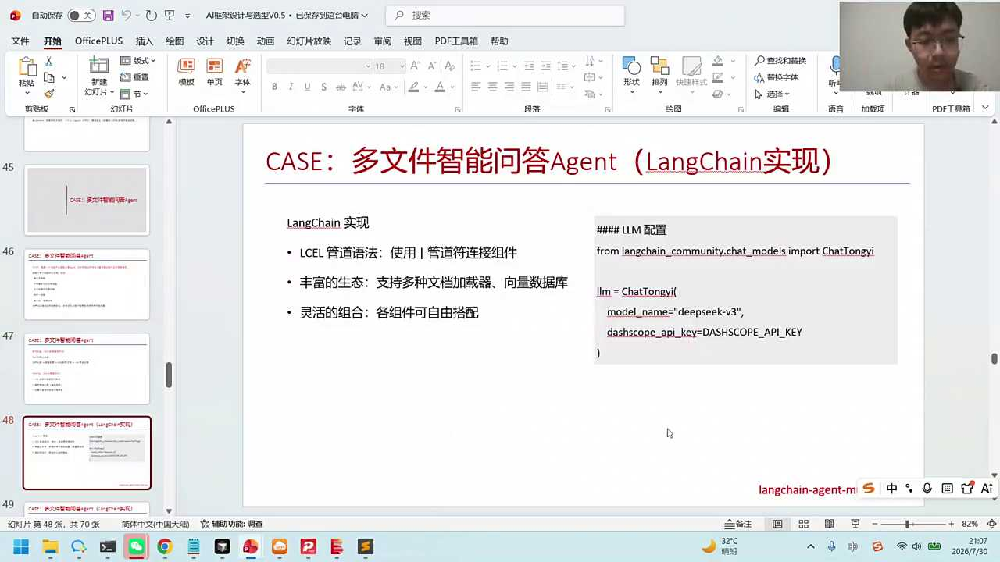 自动保存 关 AI框架设计与选型V0.5 • 已保存到这台电脑 搜索
文件 开始 OfficePLUS 插入 绘图 设计 切换 动画 幻灯片放映 记录 审阅 视图 PDF工具箱 帮助
粘贴 新建 幻灯片 版式 重置 节 模板 单页 字体 18 形状 排列 快速样式 查找和替换 替换字体 选择
剪贴板 幻灯片 OfficePLUS 字体 段落 绘图 编辑 语音 加载项 PDF工具箱
45
CASE：多文件智能问答Agent
46
CASE：多文件智能问答Agent
47
CASE：多文件智能问答Agent
48
CASE：多文件智能问答Agent（LangChain实现）
49
CASE：多文件智能问答Agent（LangChain实现）
CASE：多文件智能问答Agent（LangChain实现）
LangChain 实现
• LCEL 管道语法：使用 | 管道符连接组件
• 丰富的生态：支持多种文档加载器、向量数据库
• 灵活的组合：各组件可自由搭配
#### LLM 配置
from langchain_community.chat_models import ChatTongyi
llm = ChatTongyi(
model_name="deepseek-v3",
dashscope_api_key=DASHSCOPE_API_KEY
)
langchain-agent-m
中
幻灯片 第 48 张，共 70 张 简体中文(中国大陆) 辅助功能: 调查 备注 82%
32°C
晴朗
中
21:07
2026/7/30